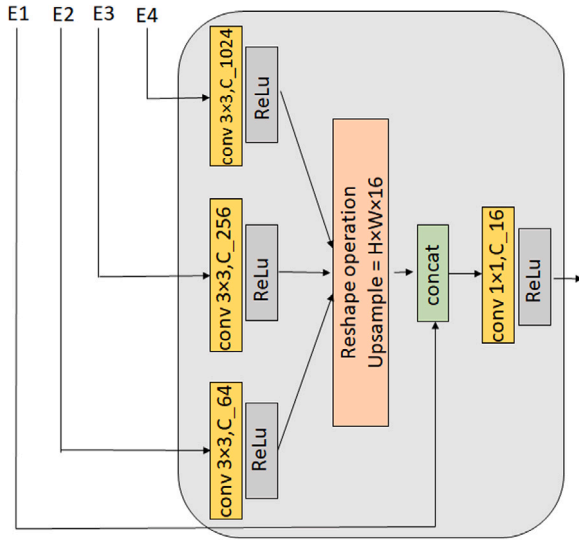 E1 E2 E3 E4
conv 3×3,C_1024
ReLu
conv 3×3,C_256
ReLu
conv 3×3,C_64
ReLu
Reshape operation
Upsample = H×W×16
concat
conv 1×1,C_16
ReLu